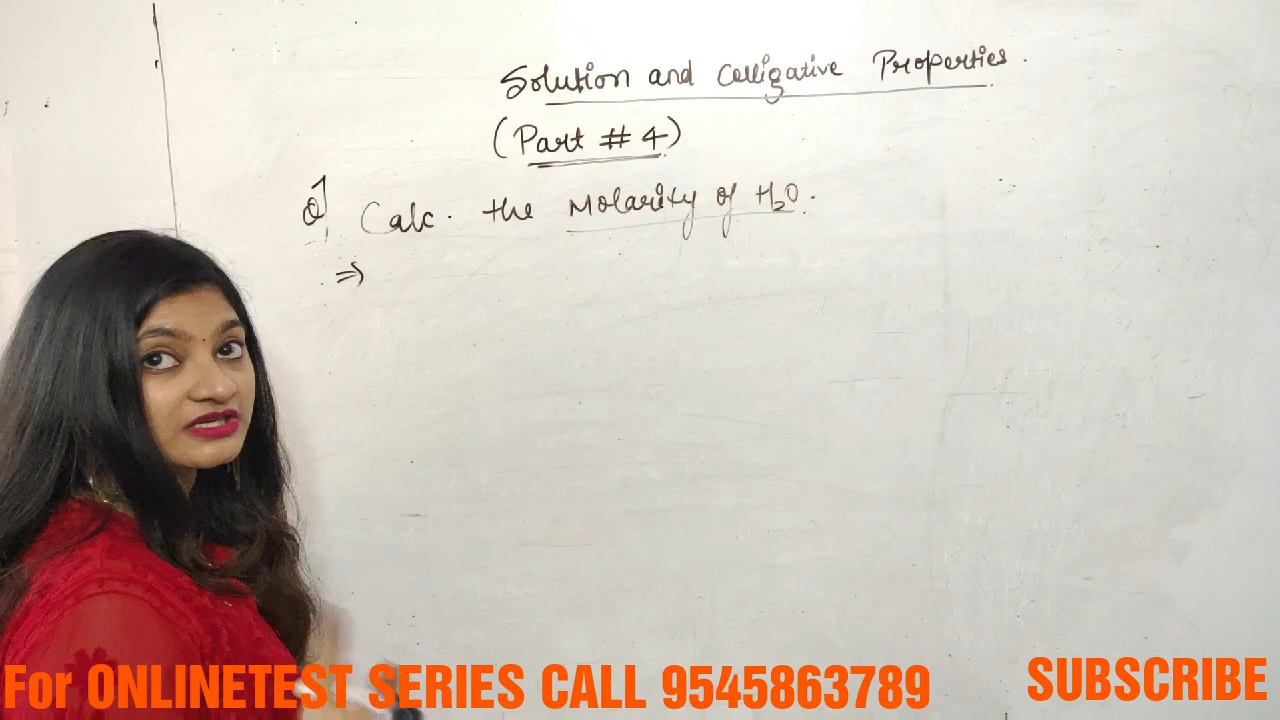 Solution and Colligative Properties.
(Part # 4)
Q] Calc. the Molarity of H₂O.
⇒
For ONLINETEST SERIES CALL 9545863789
SUBSCRIBE